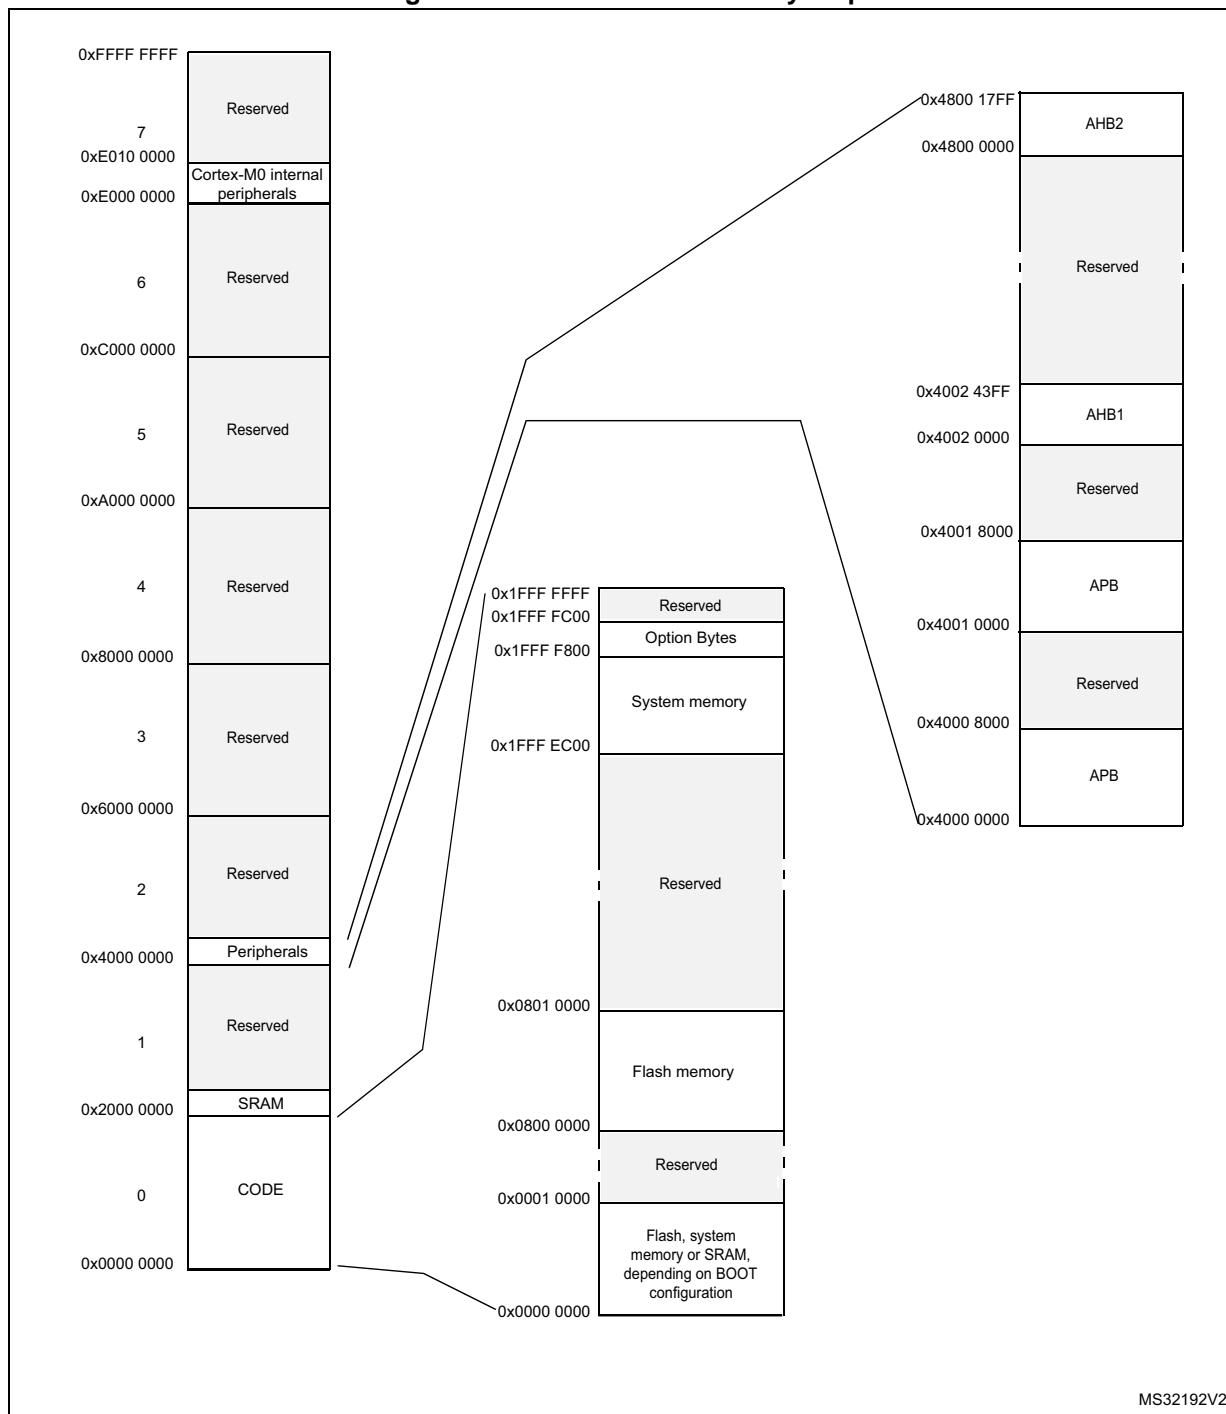 0xFFFF FFFF
Reserved
7
0xE010 0000
Cortex-M0 internal
peripherals
0xE000 0000
Reserved
6
0xC000 0000
Reserved
5
0xA000 0000
Reserved
4
0x8000 0000
Reserved
3
0x6000 0000
Reserved
2
Peripherals
0x4000 0000
Reserved
1
SRAM
0x2000 0000
CODE
0
0x0000 0000
0x1FFF FFFF
Reserved
0x1FFF FC00
Option Bytes
0x1FFF F800
System memory
0x1FFF EC00
Reserved
0x0801 0000
Flash memory
0x0800 0000
Reserved
0x0001 0000
Flash, system
memory or SRAM,
depending on BOOT
configuration
0x0000 0000
0x4800 17FF
AHB2
0x4800 0000
Reserved
0x4002 43FF
AHB1
0x4002 0000
Reserved
0x4001 8000
APB
0x4001 0000
Reserved
0x4000 8000
APB
0x4000 0000
MS32192V2